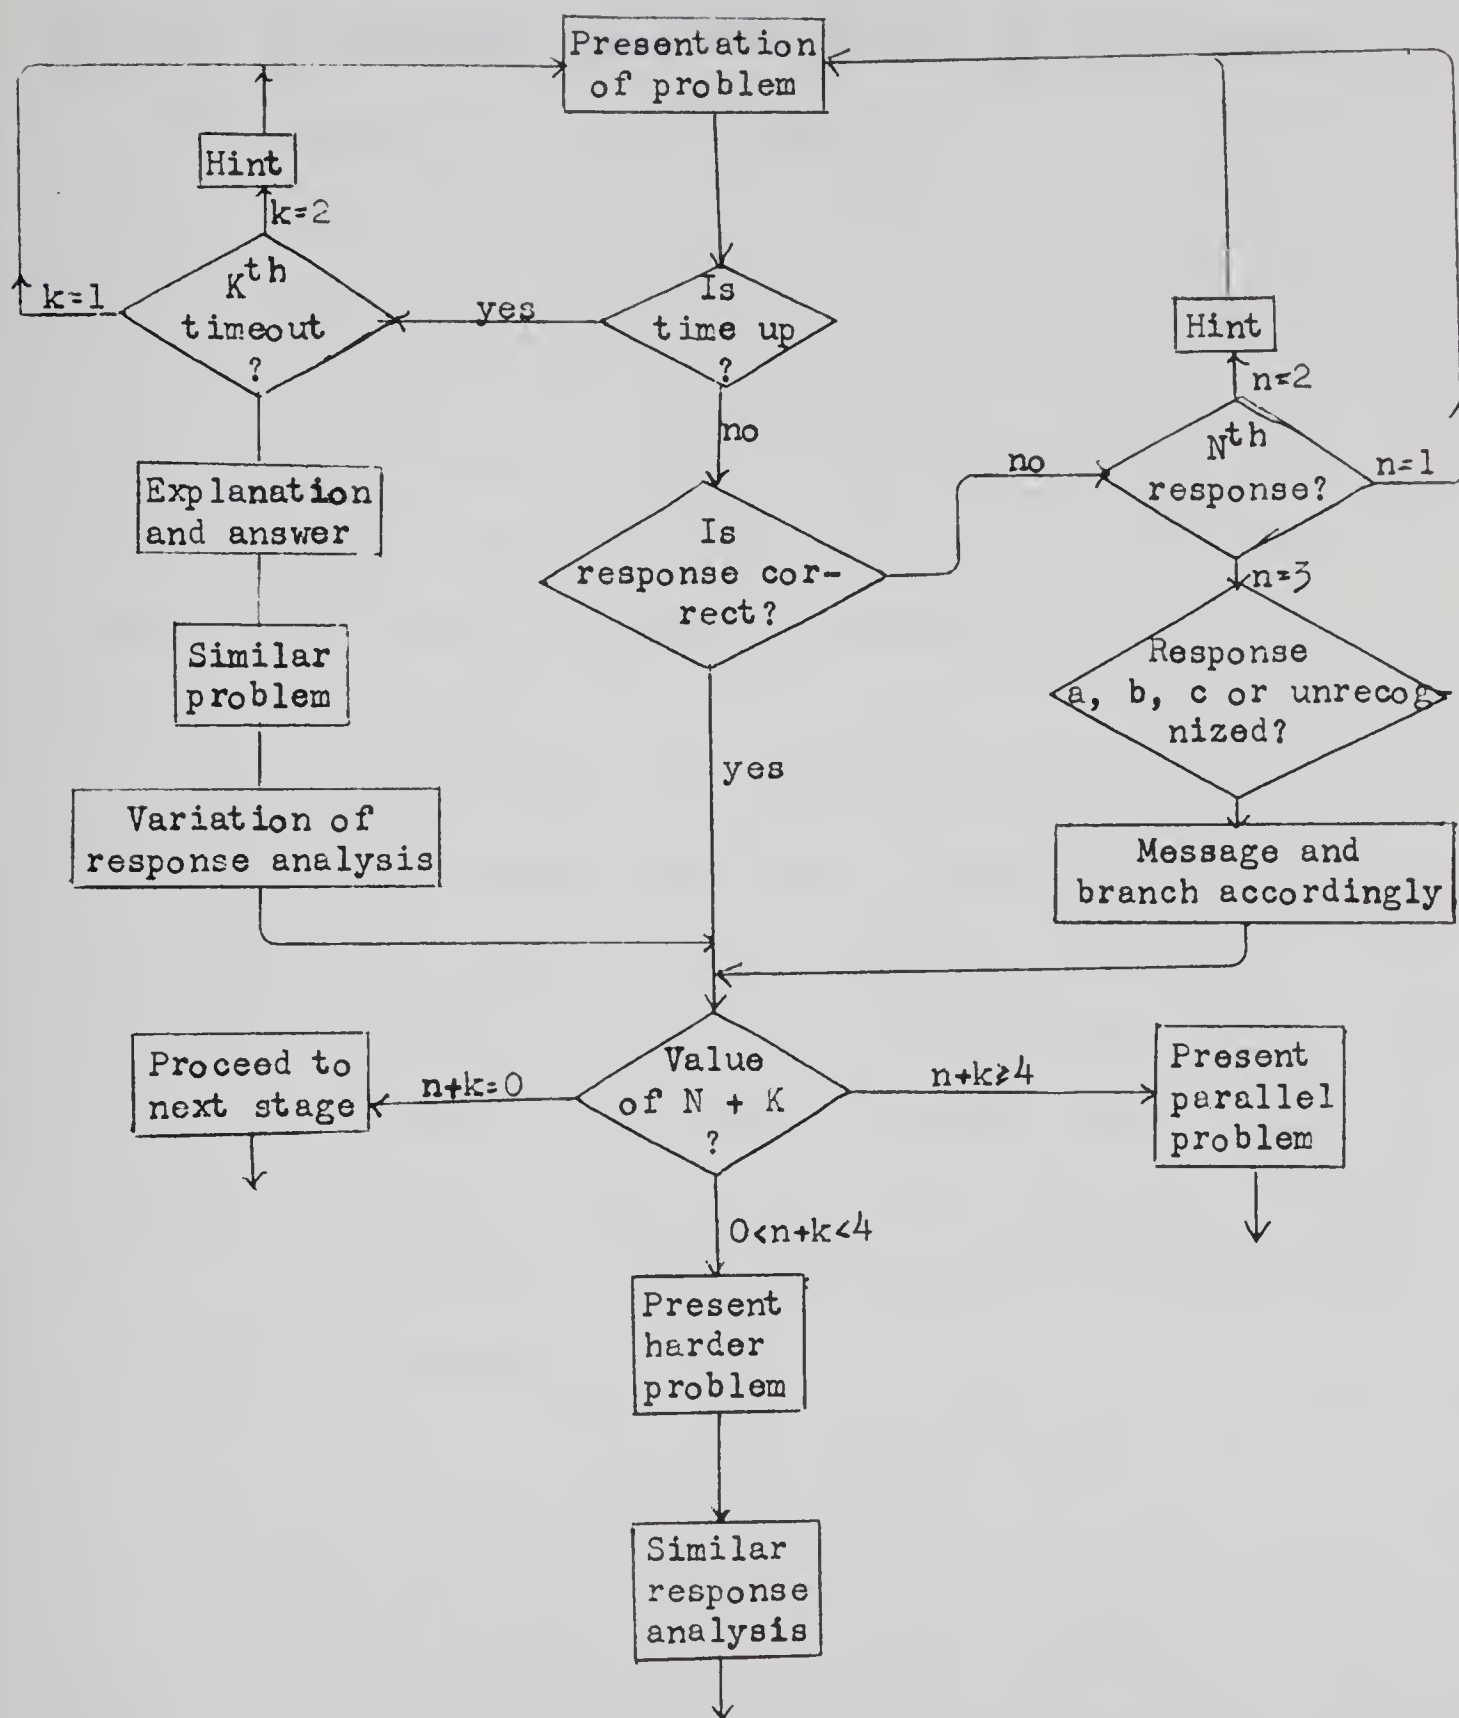 Presentation
of problem
Hint
k=2
k=1
Kth
timeout
?
yes
Is
time up
?
no
Hint
n=2
Nth
response?
n=1
no
Explanation
and answer
Is
response cor-
rect?
n=3
Response
a, b, c or unrecog
nized?
Similar
problem
yes
Variation of
response analysis
Message and
branch accordingly
Proceed to
next stage
n+k=0
Value
of N + K
?
n+k≥4
Present
parallel
problem
0<n+k<4
Present
harder
problem
Similar
response
analysis